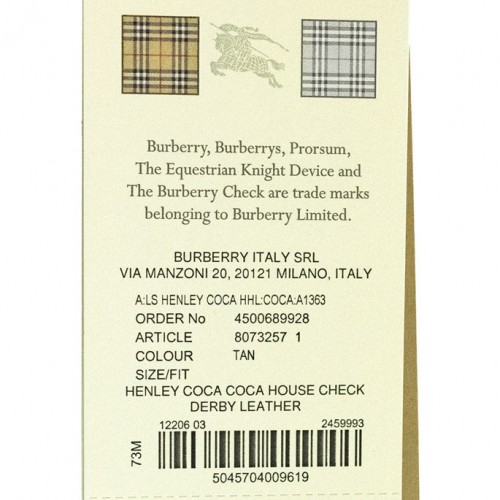 Burberry, Burberrys, Prorsum,
The Equestrian Knight Device and
The Burberry Check are trade marks
belonging to Burberry Limited.
BURBERRY ITALY SRL
VIA MANZONI 20, 20121 MILANO, ITALY
A:LS HENLEY COCA HHL:COCA:A1363
ORDER No 4500689928
ARTICLE 8073257 1
COLOUR TAN
SIZE/FIT
HENLEY COCA COCA HOUSE CHECK
DERBY LEATHER
12206 03 2459993
73M
5045704009619